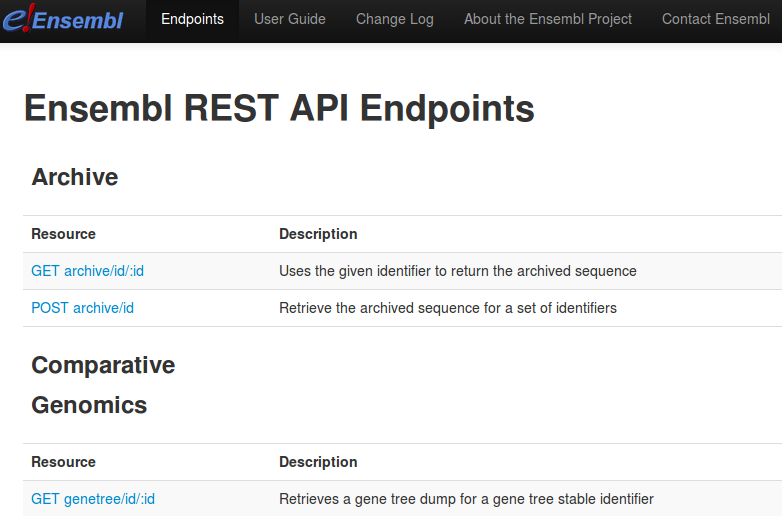 e!Ensembl Endpoints User Guide Change Log About the Ensembl Project Contact Ensembl
Ensembl REST API Endpoints
Archive
Resource Description
GET archive/id/:id Uses the given identifier to return the archived sequence
POST archive/id Retrieve the archived sequence for a set of identifiers
Comparative
Genomics
Resource Description
GET genetree/id/:id Retrieves a gene tree dump for a gene tree stable identifier